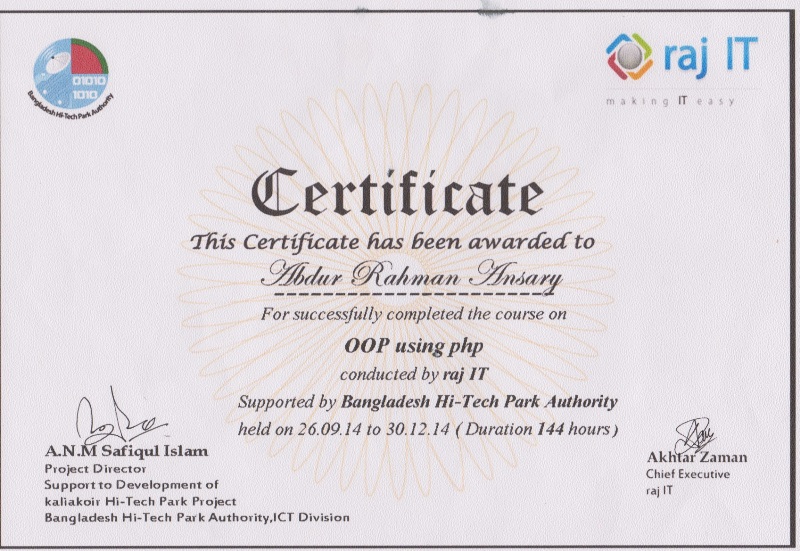 01010
1010
Bangladesh Hi-Tech Park Authority
raj IT
making IT easy
Certificate
This Certificate has been awarded to
Abdur Rahman Ansary
For successfully completed the course on
OOP using php
conducted by raj IT
Supported by Bangladesh Hi-Tech Park Authority
held on 26.09.14 to 30.12.14 ( Duration 144 hours )
A.N.M Safiqul Islam
Project Director
Support to Development of
kaliakoir Hi-Tech Park Project
Bangladesh Hi-Tech Park Authority,ICT Division
Akhtar Zaman
Chief Executive
raj IT